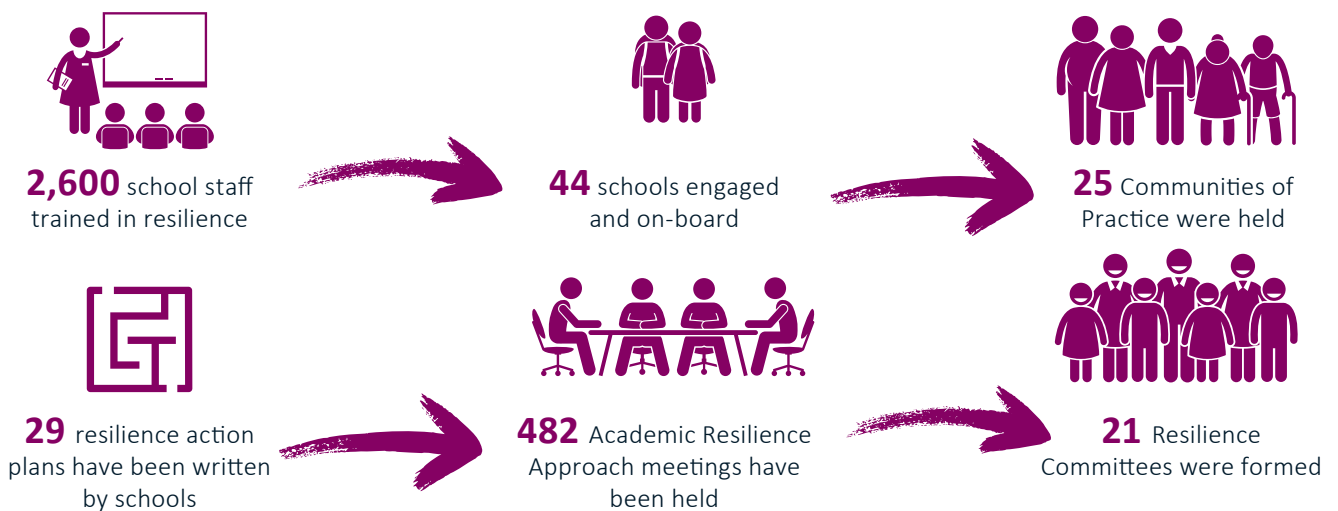 2,600 school staff
trained in resilience
44 schools engaged
and on-board
25 Communities of
Practice were held
29 resilience action
plans have been written
by schools
482 Academic Resilience
Approach meetings have
been held
21 Resilience
Committees were formed